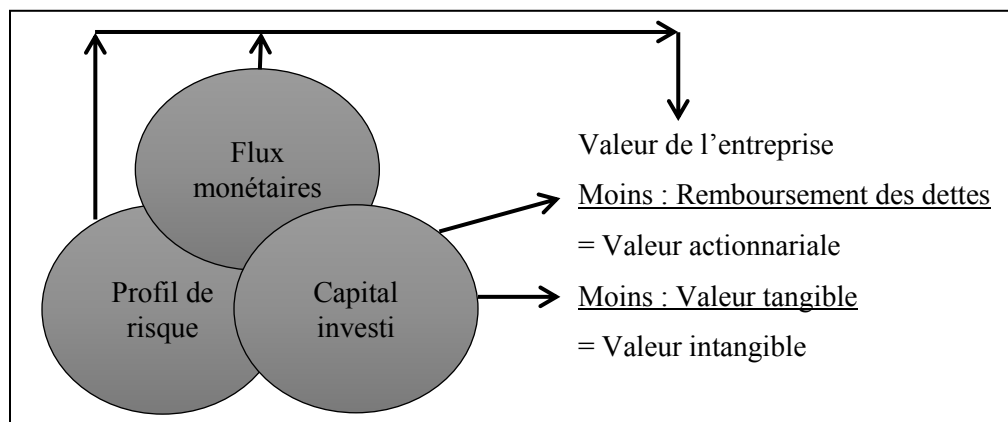 Flux
monétaires
Profil de
risque
Capital
investi
Valeur de l’entreprise
Moins : Remboursement des dettes
= Valeur actionnariale
Moins : Valeur tangible
= Valeur intangible